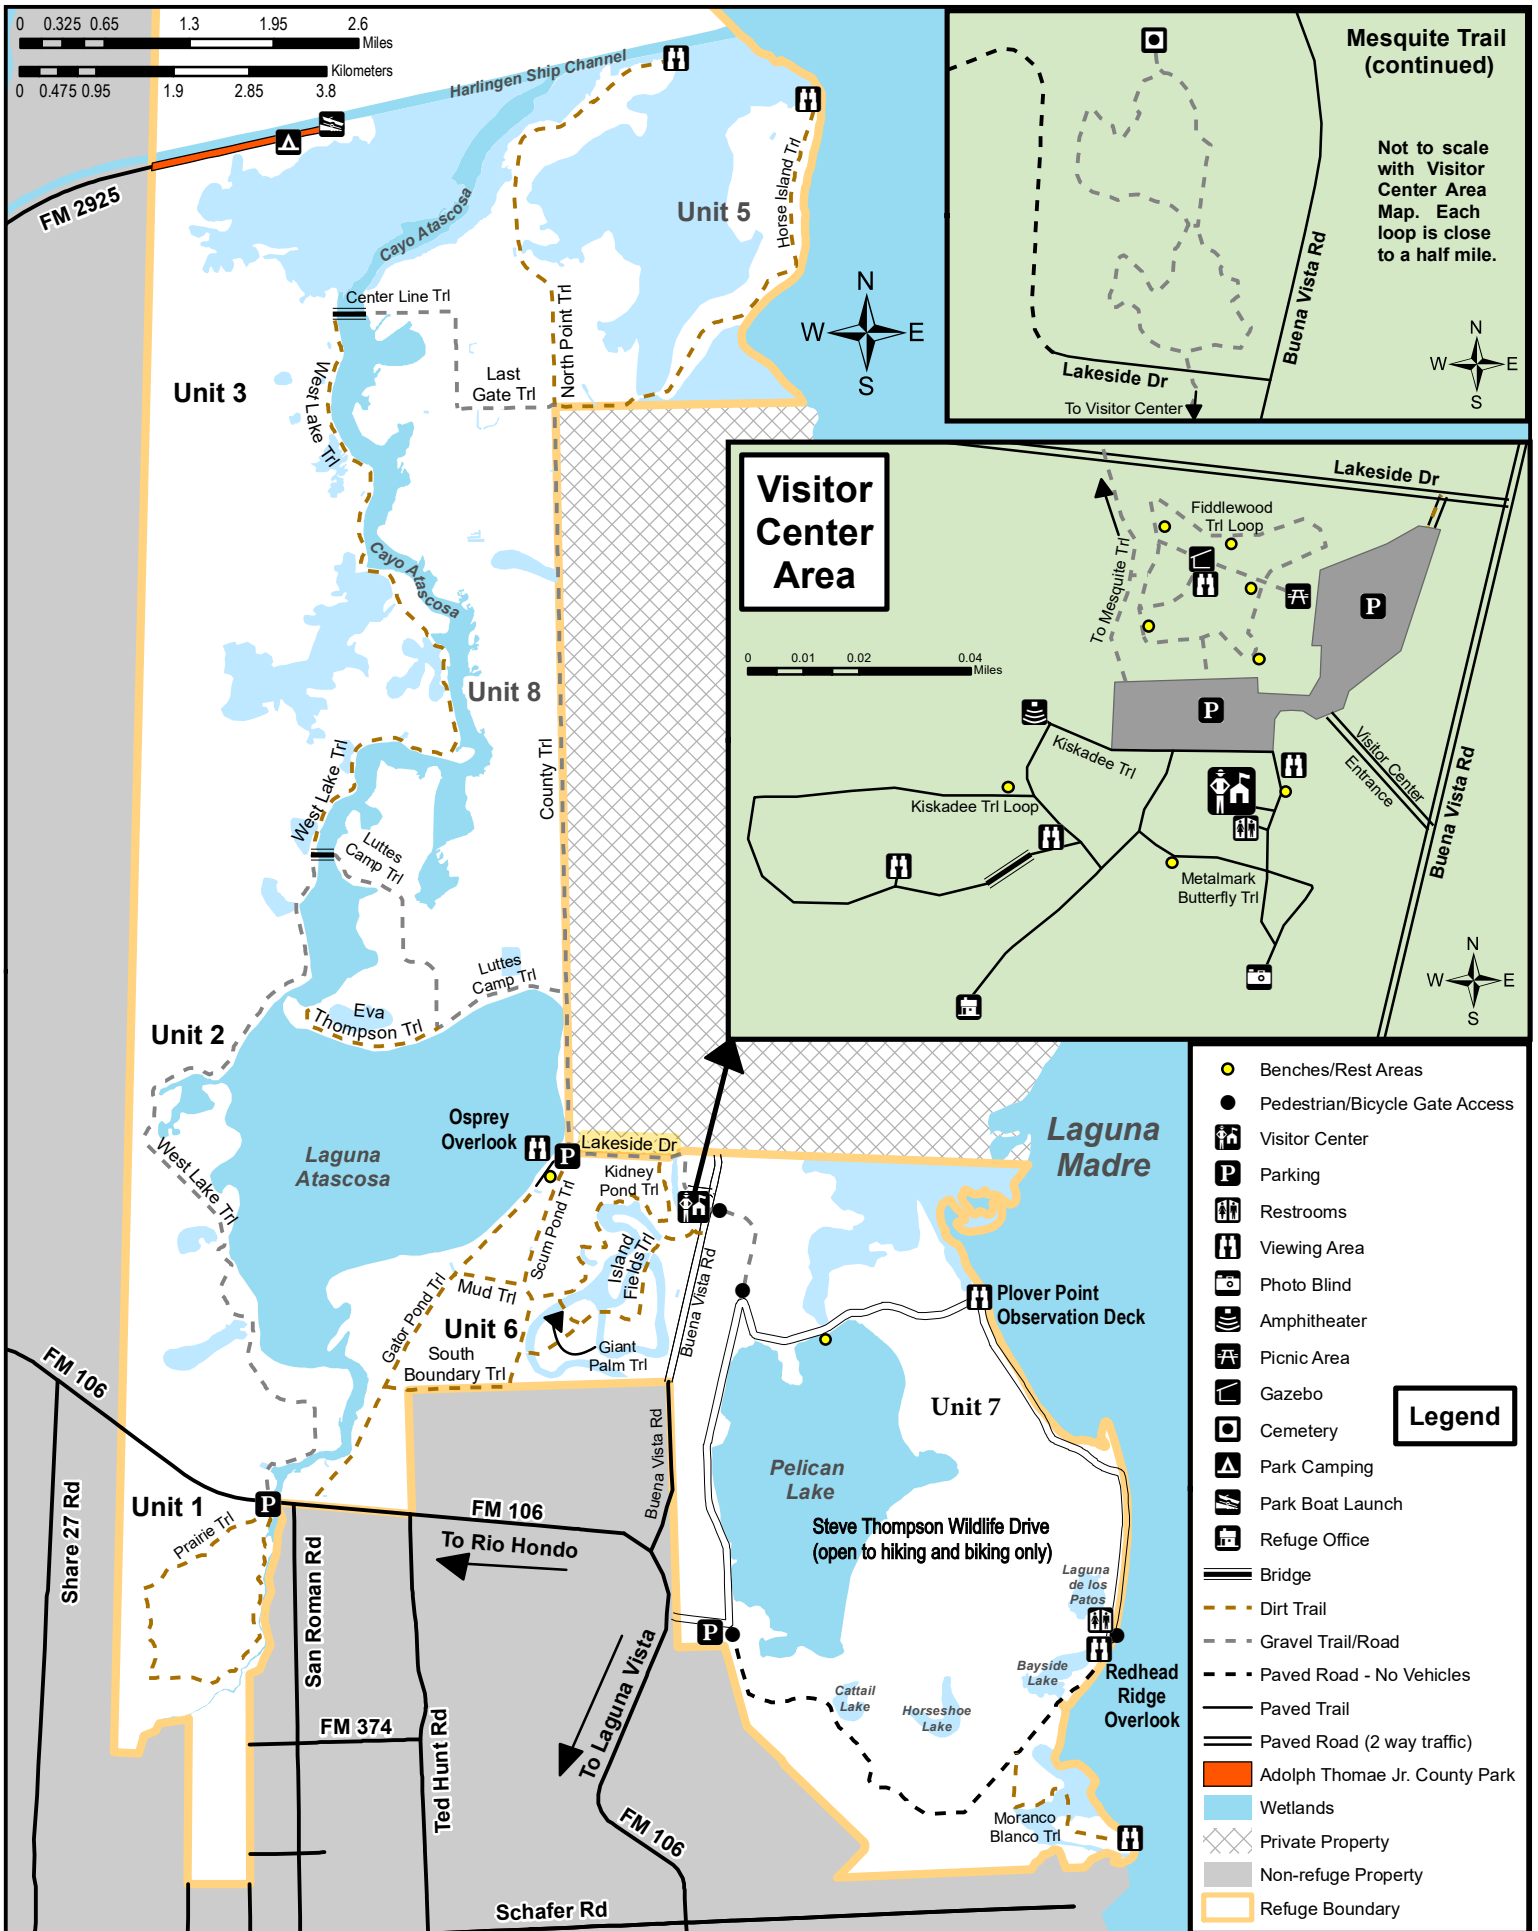 0 0.325 0.65 1.3 1.95 2.6
Miles
Kilometers
0 0.475 0.95 1.9 2.85 3.8
Harlingen Ship Channel
FM 2925
Cayo Atascosa
Unit 5
Horse Island Trl
N
W E
S
Center Line Trl
North Point Trl
West Lake Trl
Last
Gate Trl
Unit 3
Cayo Atascosa
Unit 8
County Trl
West Lake Trl
Luttes
Camp Trl
Luttes
Camp Trl
Eva
Thompson Trl
Unit 2
West Lake Trl
Laguna
Atascosa
Osprey
Overlook
P
Lakeside Dr
Kidney
Pond Trl
Scum Pond Trl
Island
Fields Trl
Gator Pond Trl
Mud Trl
Unit 6
South
Boundary Trl
Giant
Palm Trl
Buena Vista Rd
Buena Vista Rd
FM 106
Share 27 Rd
Unit 1
P
Prairie Trl
San Roman Rd
FM 106
To Rio Hondo
FM 374
Ted Hunt Rd
To Laguna Vista
FM 106
Schafer Rd
Laguna
Madre
Plover Point
Observation Deck
Unit 7
Pelican
Lake
Steve Thompson Wildlife Drive
(open to hiking and biking only)
Laguna
de los
Patos
P
Bayside
Lake
Cattail
Lake
Horseshoe
Lake
Redhead
Ridge
Overlook
Moranco
Blanco Trl
Mesquite Trail
(continued)
Not to scale
with Visitor
Center Area
Map. Each
loop is close
to a half mile.
Buena Vista Rd
Lakeside Dr
To Visitor Center
N
W E
S
Visitor
Center
Area
Lakeside Dr
Fiddlewood
Trl Loop
To Mesquite Trl
P
0 0.01 0.02 0.04
Miles
P
Kiskadee Trl
Visitor Center
Entrance
Kiskadee Trl Loop
Metalmark
Butterfly Trl
Buena Vista Rd
N
W E
S
Legend
Benches/Rest Areas
Pedestrian/Bicycle Gate Access
Visitor Center
P Parking
Restrooms
Viewing Area
Photo Blind
Amphitheater
Picnic Area
Gazebo
Cemetery
Park Camping
Park Boat Launch
Refuge Office
Bridge
Dirt Trail
Gravel Trail/Road
Paved Road - No Vehicles
Paved Trail
Paved Road (2 way traffic)
Adolph Thomae Jr. County Park
Wetlands
Private Property
Non-refuge Property
Refuge Boundary